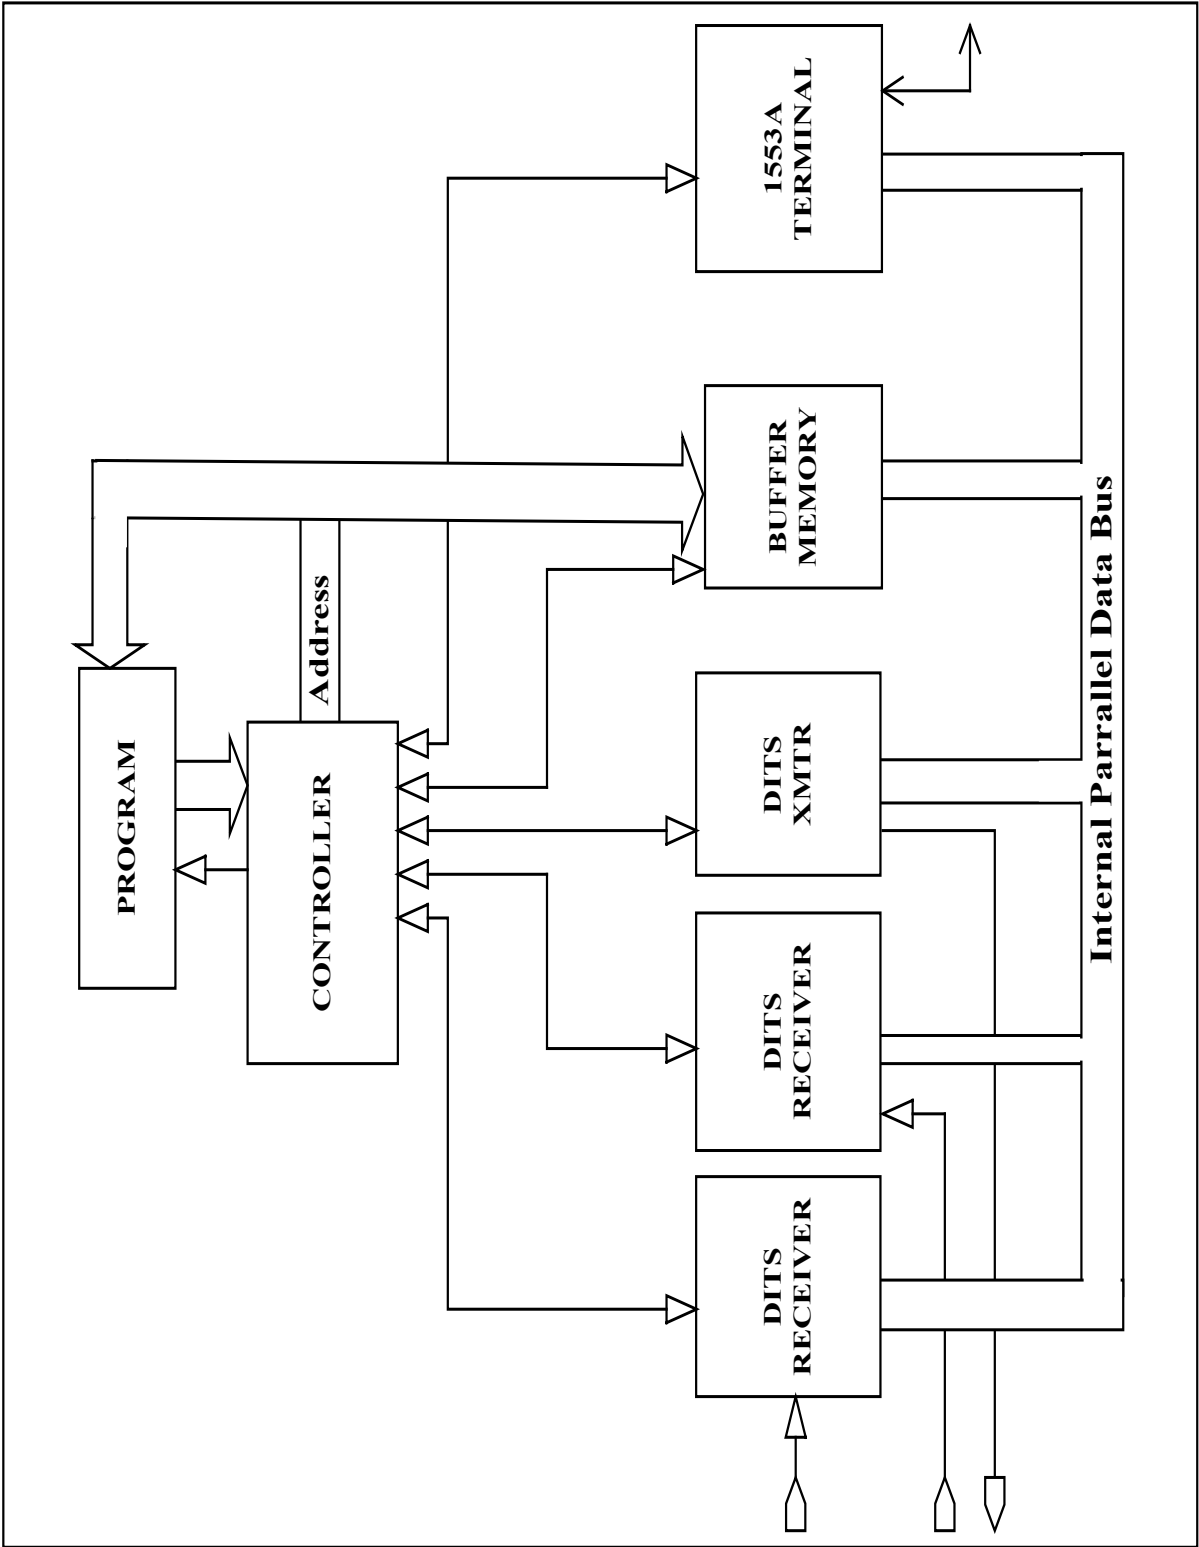 PROGRAM
CONTROLLER
Address
DITS
RECEIVER
DITS
RECEIVER
DITS
XMTR
BUFFER
MEMORY
1553A
TERMINAL
Internal Parrallel Data Bus